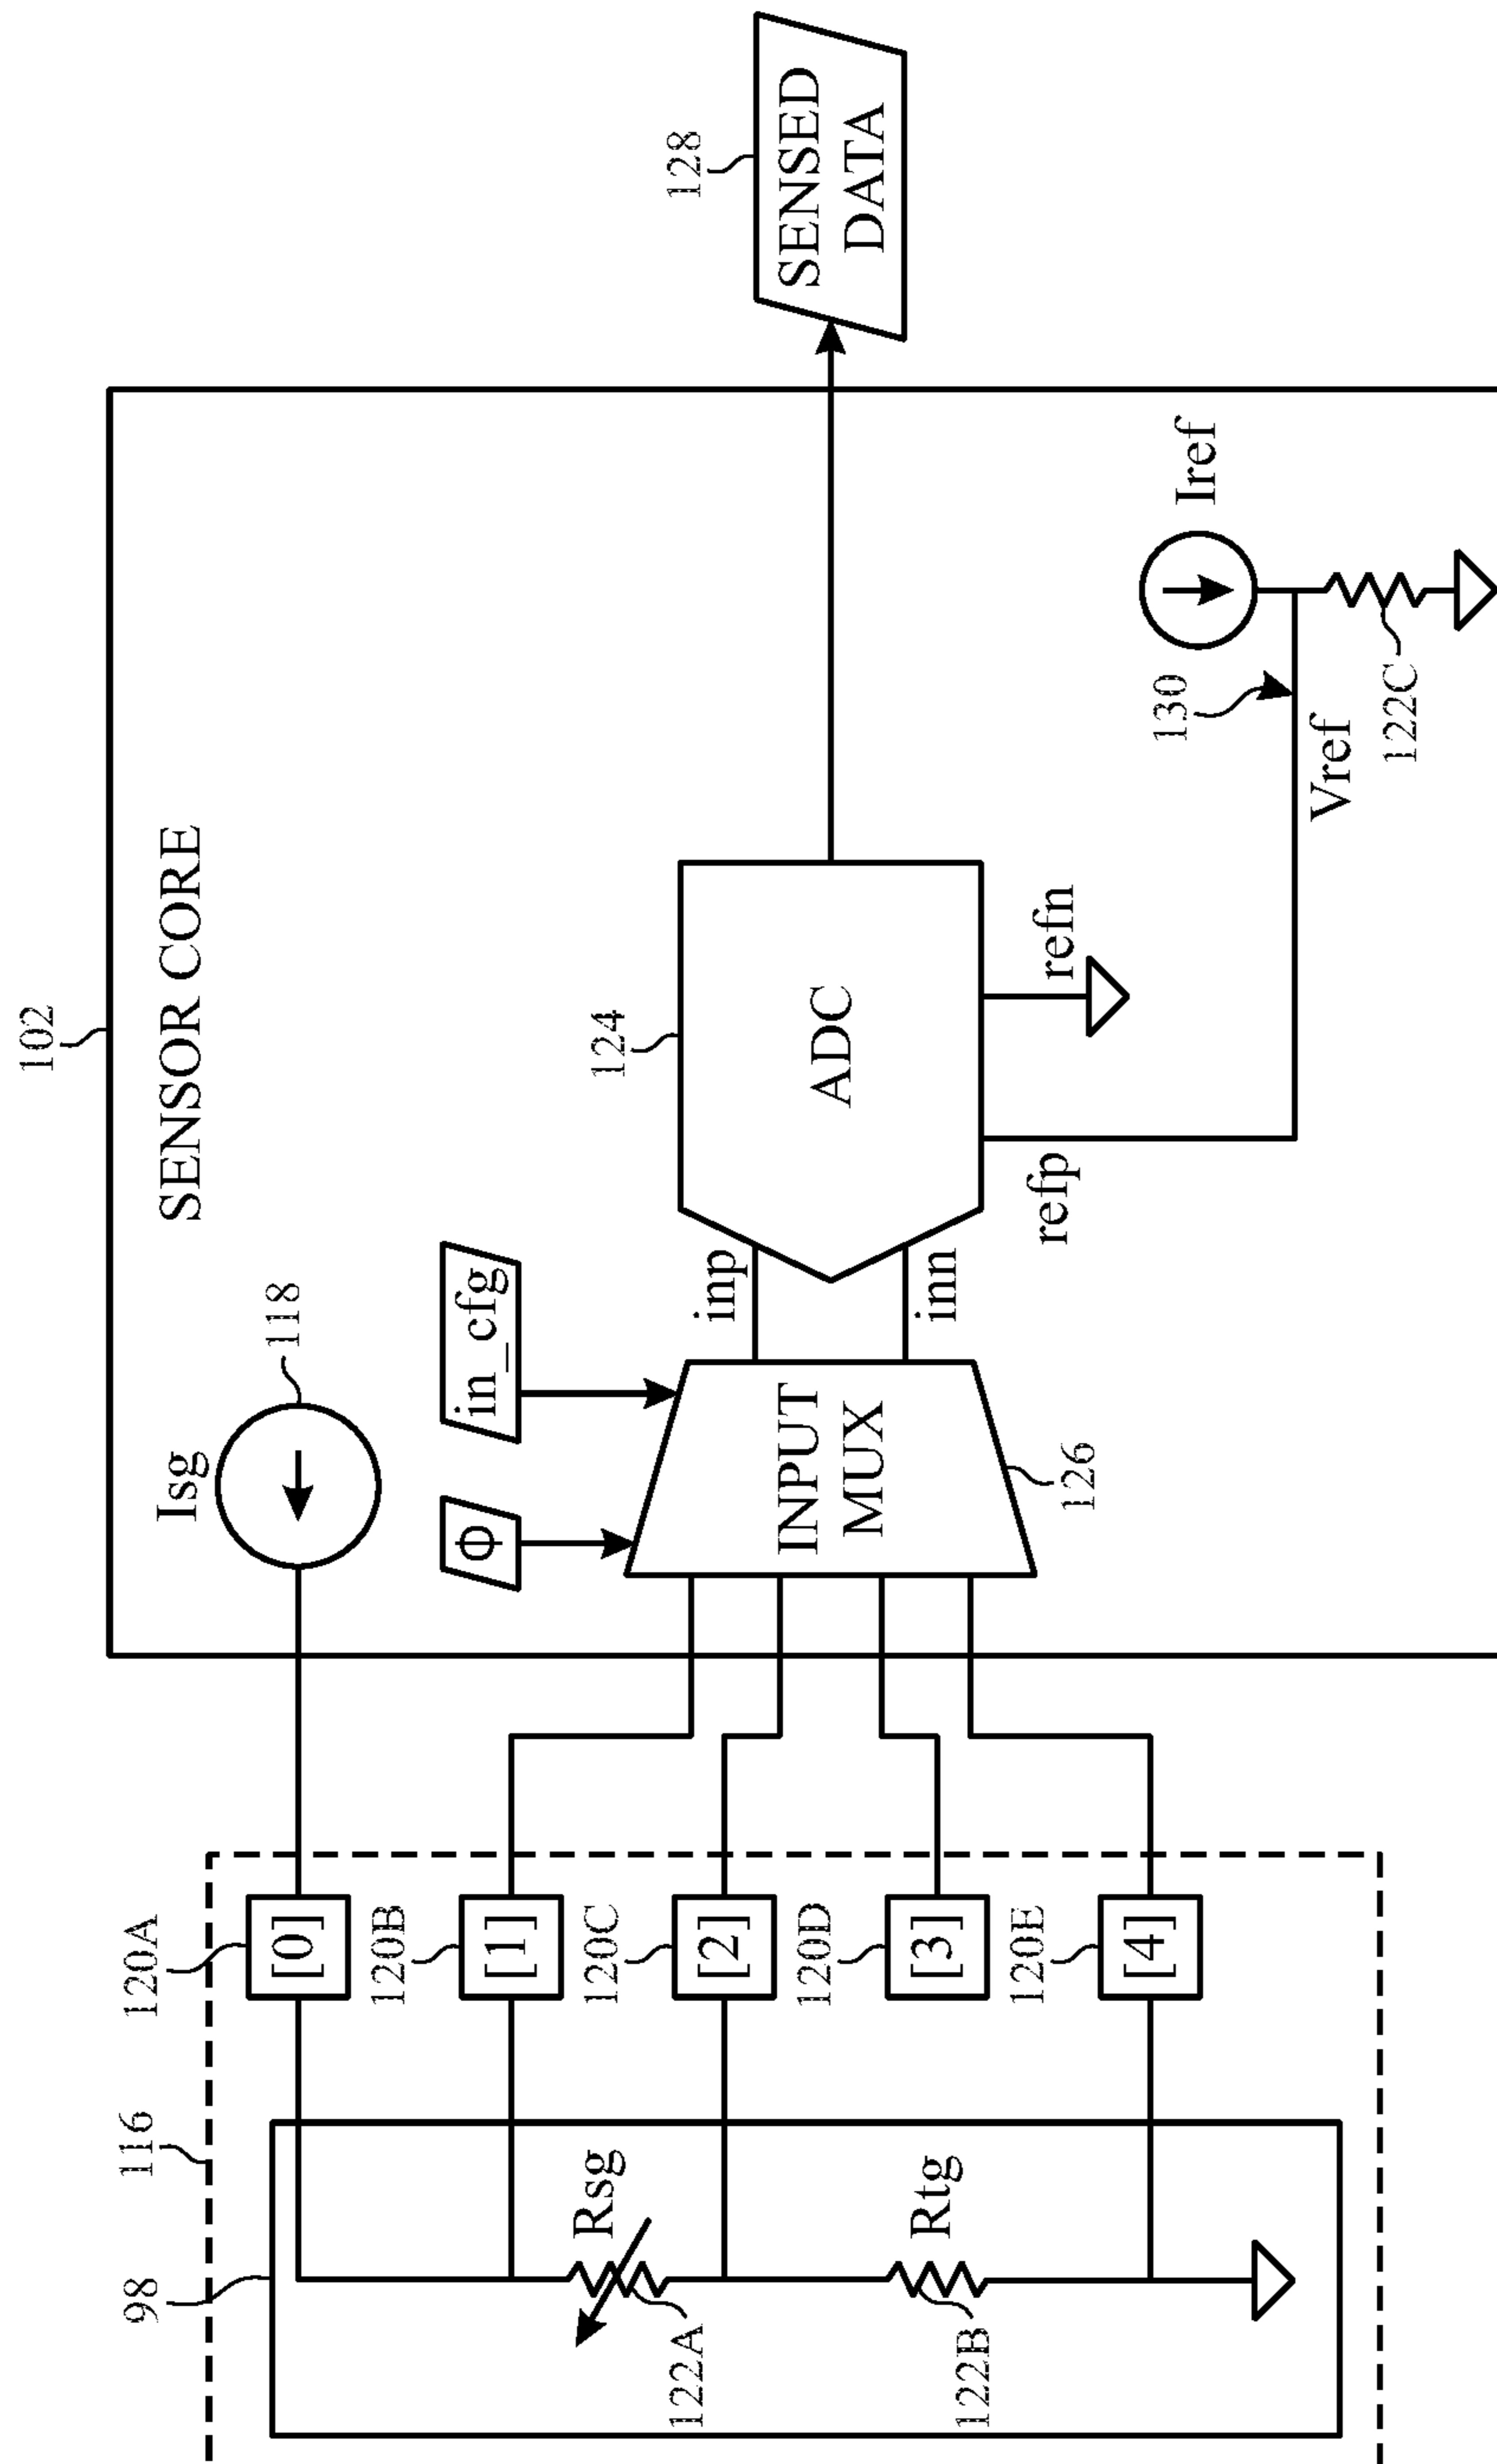 102
SENSOR CORE
116
98
120A
[0]
Isg
118
120B
[1]
Φ
in_cfg
Rsg
122A
120C
[2]
INPUT
MUX
126
inp
inn
124
ADC
128
SENSED
DATA
120D
[3]
Rtg
122B
120E
[4]
refp
refn
130
Iref
Vref
122C